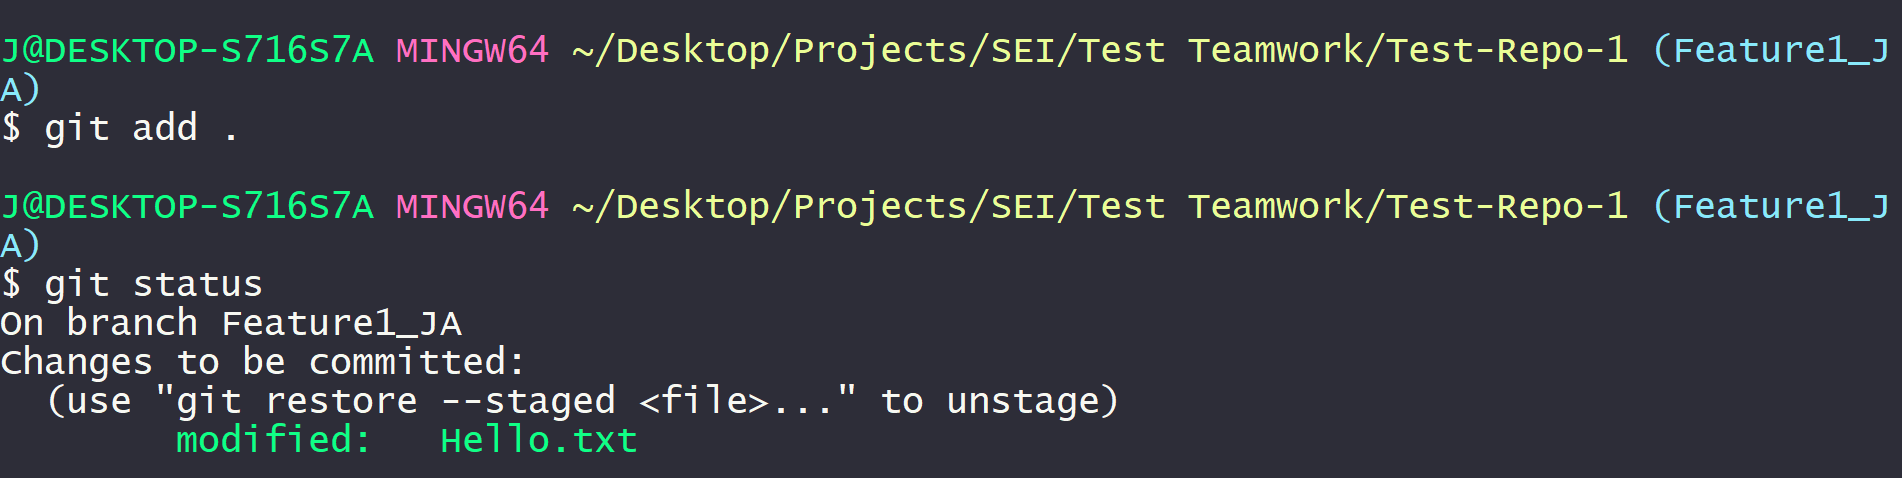 J@DESKTOP-S716S7A MINGW64 ~/Desktop/Projects/SEI/Test Teamwork/Test-Repo-1 (Feature1_J
A)
$ git add .
J@DESKTOP-S716S7A MINGW64 ~/Desktop/Projects/SEI/Test Teamwork/Test-Repo-1 (Feature1_J
A)
$ git status
On branch Feature1_JA
Changes to be committed:
  (use "git restore --staged <file>..." to unstage)
        modified:   Hello.txt